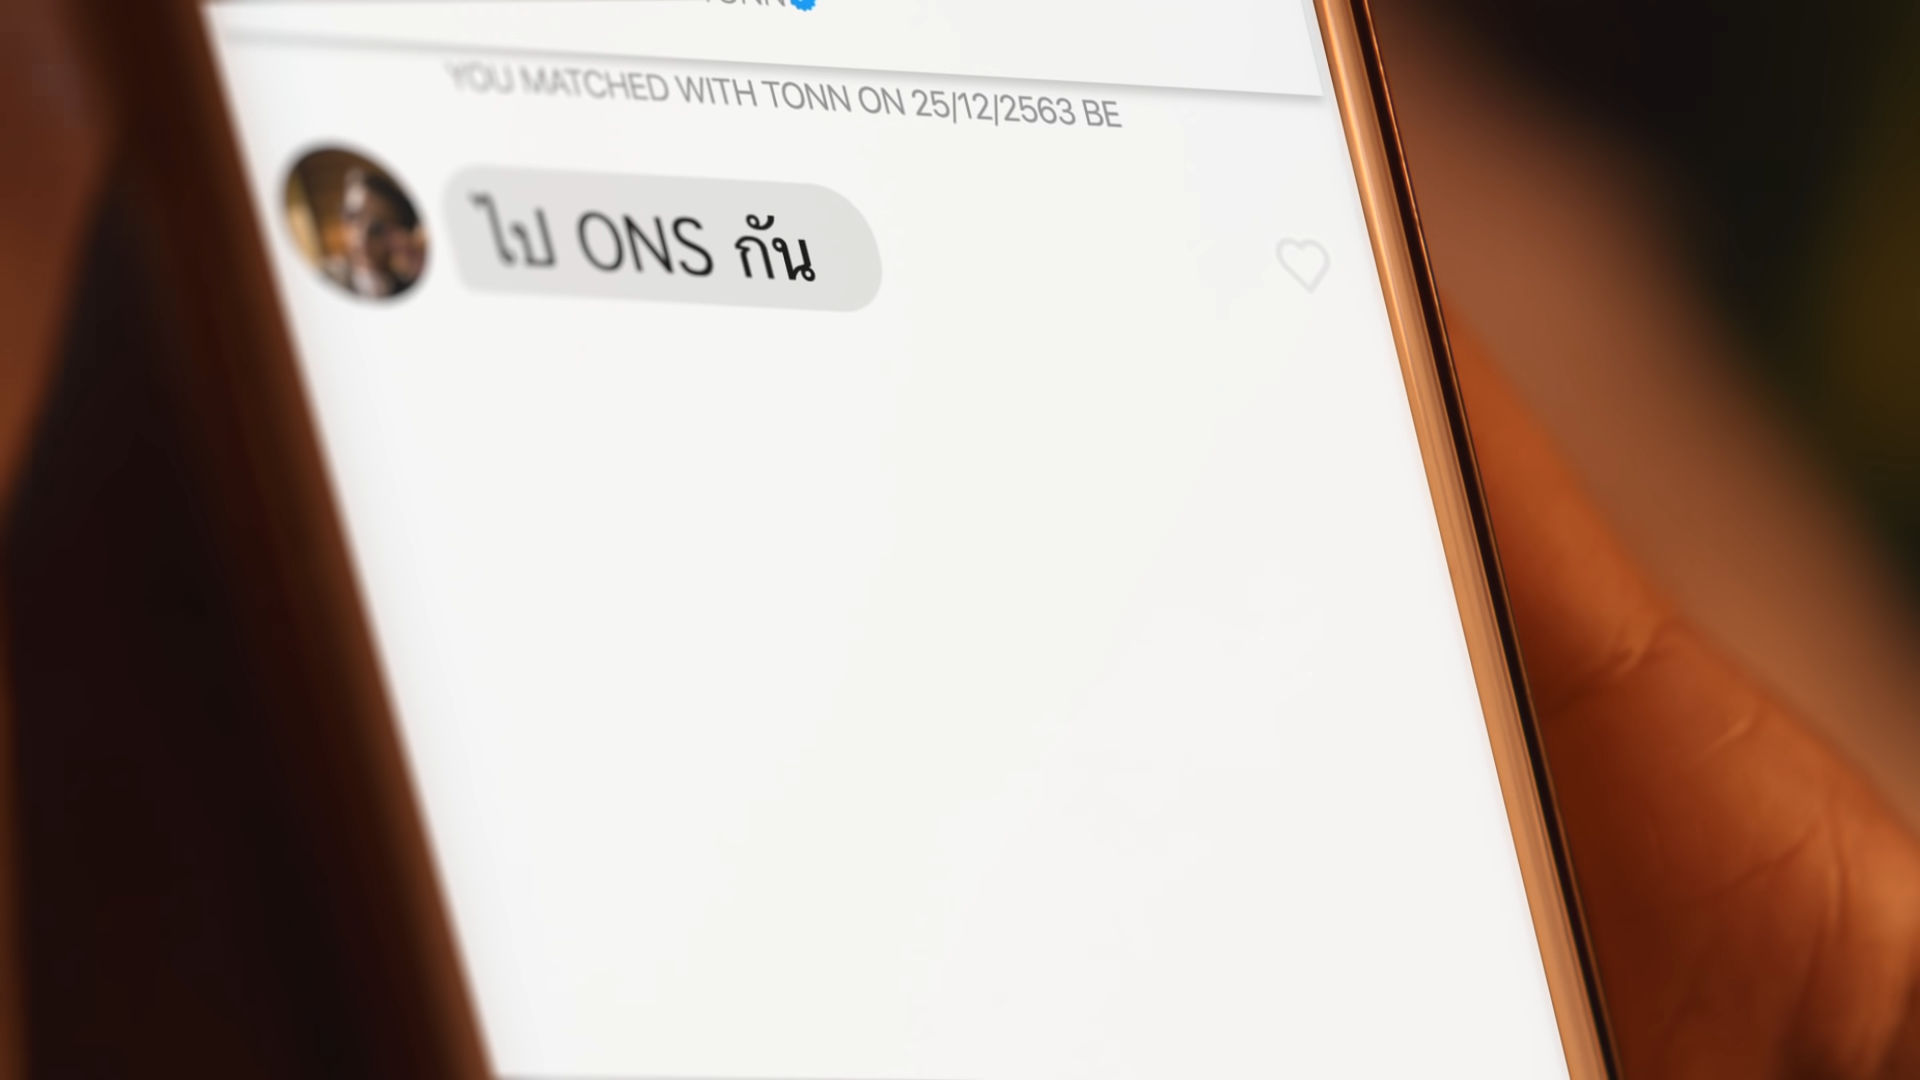 YOU MATCHED WITH TONN ON 25/12/2563 BE
ไป ONS กัน